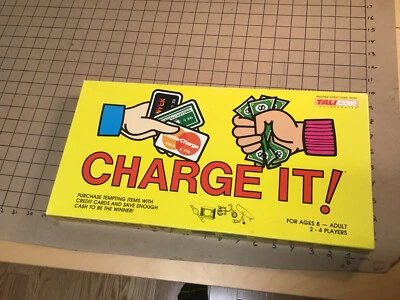 TALICOR
CHARGE IT!
PURCHASE TEMPTING ITEMS WITH
CREDIT CARDS AND SAVE ENOUGH
CASH TO BE THE WINNER!
FOR AGES 8 – ADULT
2 - 4 PLAYERS